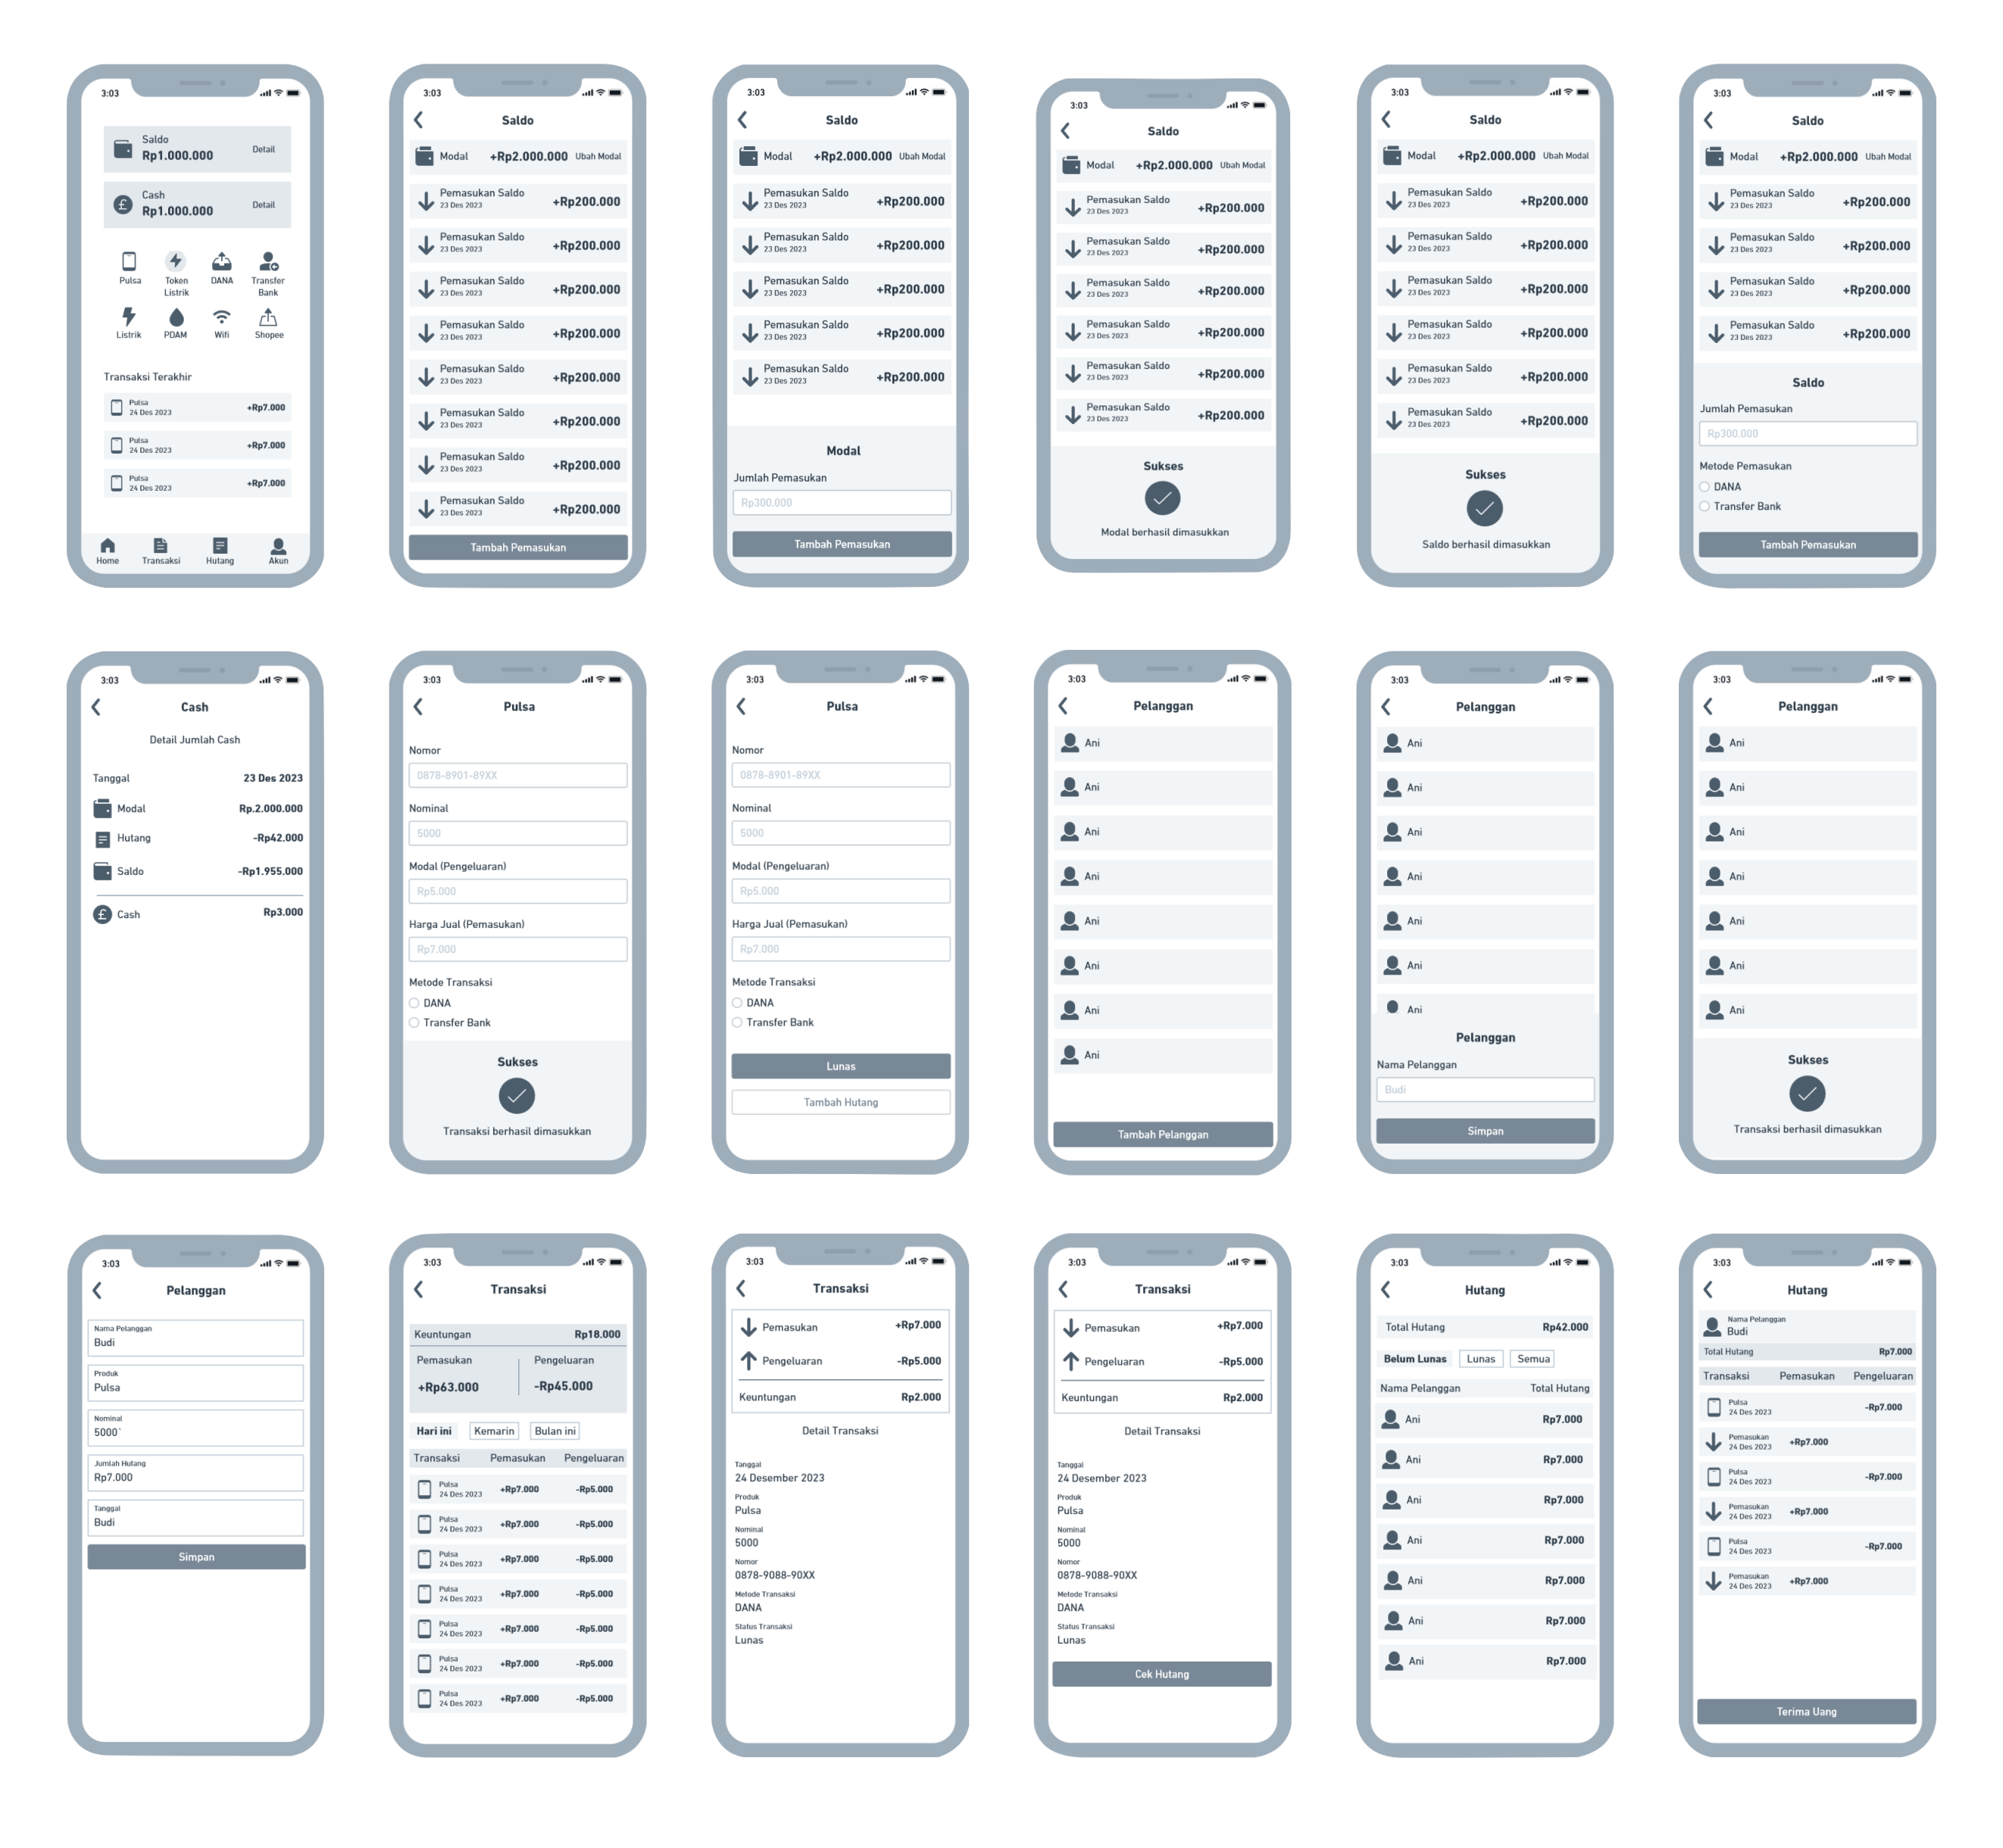 3:03
Saldo
Rp1.000.000
Detail
Cash
Rp1.000.000
Detail
£
Pulsa
Token Listrik
DANA
Transfer Bank
Listrik
PDAM
Wifi
Shopee
Transaksi Terakhir
Pulsa
24 Des 2023
+Rp7.000
Pulsa
24 Des 2023
+Rp7.000
Pulsa
24 Des 2023
+Rp7.000
Home
Transaksi
Hutang
Akun
3:03
Saldo
Modal +Rp2.000.000 Ubah Modal
Pemasukan Saldo
23 Des 2023
+Rp200.000
Pemasukan Saldo
23 Des 2023
+Rp200.000
Pemasukan Saldo
23 Des 2023
+Rp200.000
Pemasukan Saldo
23 Des 2023
+Rp200.000
Pemasukan Saldo
23 Des 2023
+Rp200.000
Pemasukan Saldo
23 Des 2023
+Rp200.000
Pemasukan Saldo
23 Des 2023
+Rp200.000
Pemasukan Saldo
23 Des 2023
+Rp200.000
Tambah Pemasukan
3:03
Saldo
Modal +Rp2.000.000 Ubah Modal
Pemasukan Saldo
23 Des 2023
+Rp200.000
Pemasukan Saldo
23 Des 2023
+Rp200.000
Pemasukan Saldo
23 Des 2023
+Rp200.000
Pemasukan Saldo
23 Des 2023
+Rp200.000
Pemasukan Saldo
23 Des 2023
+Rp200.000
Modal
Jumlah Pemasukan
Rp300.000
Tambah Pemasukan
3:03
Saldo
Modal +Rp2.000.000 Ubah Modal
Pemasukan Saldo
23 Des 2023
+Rp200.000
Pemasukan Saldo
23 Des 2023
+Rp200.000
Pemasukan Saldo
23 Des 2023
+Rp200.000
Pemasukan Saldo
23 Des 2023
+Rp200.000
Pemasukan Saldo
23 Des 2023
+Rp200.000
Pemasukan Saldo
23 Des 2023
+Rp200.000
Sukses
Modal berhasil dimasukkan
3:03
Saldo
Modal +Rp2.000.000 Ubah Modal
Pemasukan Saldo
23 Des 2023
+Rp200.000
Pemasukan Saldo
23 Des 2023
+Rp200.000
Pemasukan Saldo
23 Des 2023
+Rp200.000
Pemasukan Saldo
23 Des 2023
+Rp200.000
Pemasukan Saldo
23 Des 2023
+Rp200.000
Pemasukan Saldo
23 Des 2023
+Rp200.000
Sukses
Saldo berhasil dimasukkan
3:03
Saldo
Modal +Rp2.000.000 Ubah Modal
Pemasukan Saldo
23 Des 2023
+Rp200.000
Pemasukan Saldo
23 Des 2023
+Rp200.000
Pemasukan Saldo
23 Des 2023
+Rp200.000
Pemasukan Saldo
23 Des 2023
+Rp200.000
Saldo
Jumlah Pemasukan
Rp300.000
Metode Pemasukan
DANA
Transfer Bank
Tambah Pemasukan
3:03
Cash
Detail Jumlah Cash
Tanggal 23 Des 2023
Modal Rp.2.000.000
Hutang -Rp42.000
Saldo -Rp1.955.000
£ Cash Rp3.000
3:03
Pulsa
Nomor
0878-8901-89XX
Nominal
5000
Modal (Pengeluaran)
Rp5.000
Harga Jual (Pemasukan)
Rp7.000
Metode Transaksi
DANA
Transfer Bank
Sukses
Transaksi berhasil dimasukkan
3:03
Pulsa
Nomor
0878-8901-89XX
Nominal
5000
Modal (Pengeluaran)
Rp5.000
Harga Jual (Pemasukan)
Rp7.000
Metode Transaksi
DANA
Transfer Bank
Lunas
Tambah Hutang
3:03
Pelanggan
Ani
Ani
Ani
Ani
Ani
Ani
Ani
Ani
Tambah Pelanggan
3:03
Pelanggan
Ani
Ani
Ani
Ani
Ani
Ani
Ani
Pelanggan
Nama Pelanggan
Budi
Simpan
3:03
Pelanggan
Ani
Ani
Ani
Ani
Ani
Ani
Ani
Sukses
Transaksi berhasil dimasukkan
3:03
Pelanggan
Nama Pelanggan
Budi
Produk
Pulsa
Nominal
5000`
Jumlah Hutang
Rp7.000
Tanggal
Budi
Simpan
3:03
Transaksi
Keuntungan Rp18.000
Pemasukan Pengeluaran
+Rp63.000 -Rp45.000
Hari ini Kemarin Bulan ini
Transaksi Pemasukan Pengeluaran
Pulsa
24 Des 2023
+Rp7.000 -Rp5.000
Pulsa
24 Des 2023
+Rp7.000 -Rp5.000
Pulsa
24 Des 2023
+Rp7.000 -Rp5.000
Pulsa
24 Des 2023
+Rp7.000 -Rp5.000
Pulsa
24 Des 2023
+Rp7.000 -Rp5.000
Pulsa
24 Des 2023
+Rp7.000 -Rp5.000
Pulsa
24 Des 2023
+Rp7.000 -Rp5.000
3:03
Transaksi
Pemasukan +Rp7.000
Pengeluaran -Rp5.000
Keuntungan Rp2.000
Detail Transaksi
Tanggal
24 Desember 2023
Produk
Pulsa
Nominal
5000
Nomor
0878-9088-90XX
Metode Transaksi
DANA
Status Transaksi
Lunas
3:03
Transaksi
Pemasukan +Rp7.000
Pengeluaran -Rp5.000
Keuntungan Rp2.000
Detail Transaksi
Tanggal
24 Desember 2023
Produk
Pulsa
Nominal
5000
Nomor
0878-9088-90XX
Metode Transaksi
DANA
Status Transaksi
Lunas
Cek Hutang
3:03
Hutang
Total Hutang Rp42.000
Belum Lunas Lunas Semua
Nama Pelanggan Total Hutang
Ani Rp7.000
Ani Rp7.000
Ani Rp7.000
Ani Rp7.000
Ani Rp7.000
Ani Rp7.000
Ani Rp7.000
3:03
Hutang
Nama Pelanggan
Budi
Total Hutang Rp7.000
Transaksi Pemasukan Pengeluaran
Pulsa
24 Des 2023
-Rp7.000
Pemasukan
24 Des 2023
+Rp7.000
Pulsa
24 Des 2023
-Rp7.000
Pemasukan
24 Des 2023
+Rp7.000
Pulsa
24 Des 2023
-Rp7.000
Pemasukan
24 Des 2023
+Rp7.000
Terima Uang